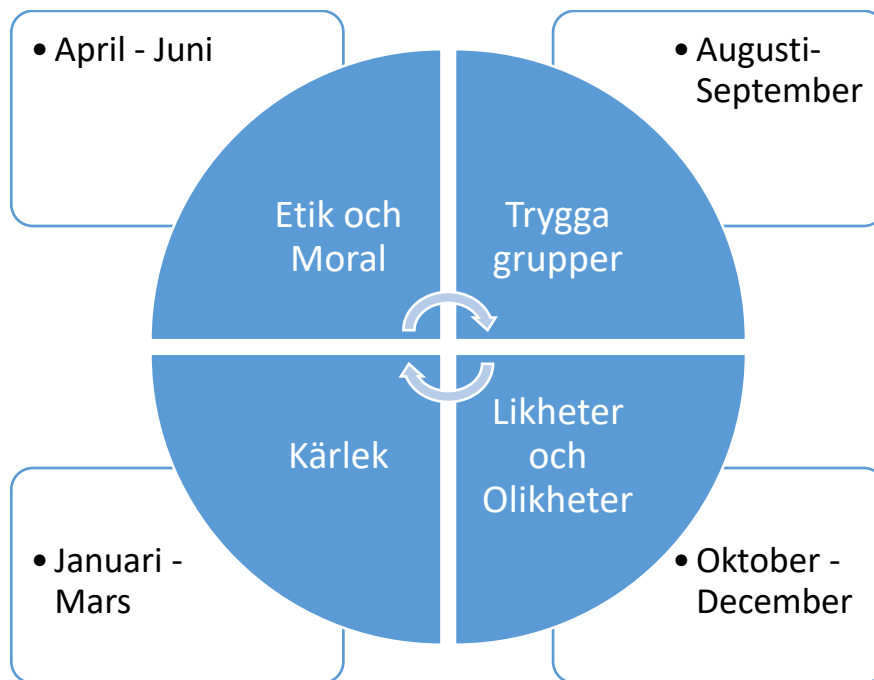 • April - Juni
• Augusti-
September
Etik och
Moral
Trygga
grupper
Kärlek
Likheter
och
Olikheter
• Januari -
Mars
• Oktober -
December